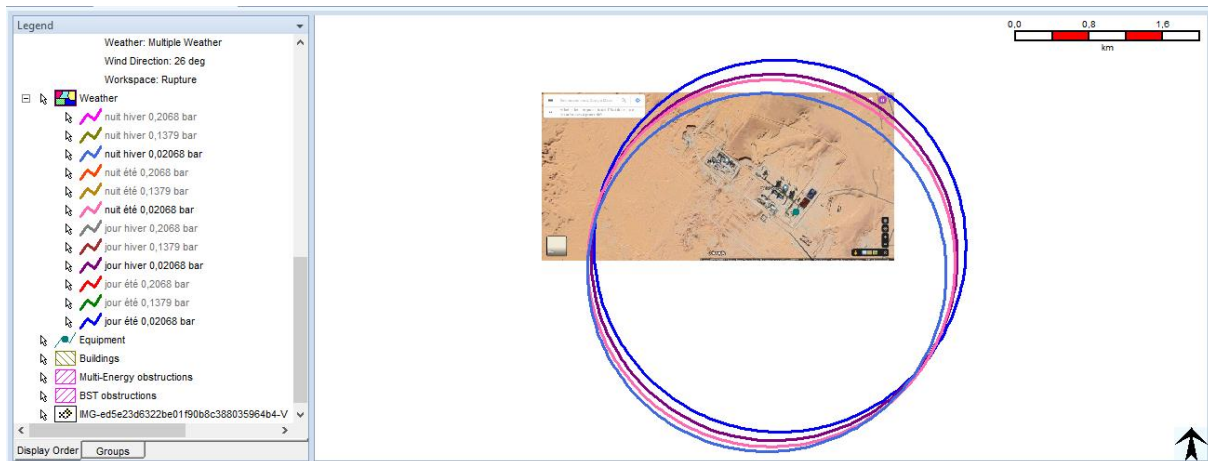 Legend
Weather: Multiple Weather
Wind Direction: 26 deg
Workspace: Rupture
Weather
nuit hiver 0,2068 bar
nuit hiver 0,1379 bar
nuit hiver 0,02068 bar
nuit été 0,2068 bar
nuit été 0,1379 bar
nuit été 0,02068 bar
jour hiver 0,2068 bar
jour hiver 0,1379 bar
jour hiver 0,02068 bar
jour été 0,2068 bar
jour été 0,1379 bar
jour été 0,02068 bar
Equipment
Buildings
Multi-Energy obstructions
BST obstructions
IMG-ed5e23d6322be01f90b8c388035964b4-V
Display Order Groups
0,0 0,8 1,6
km
Google